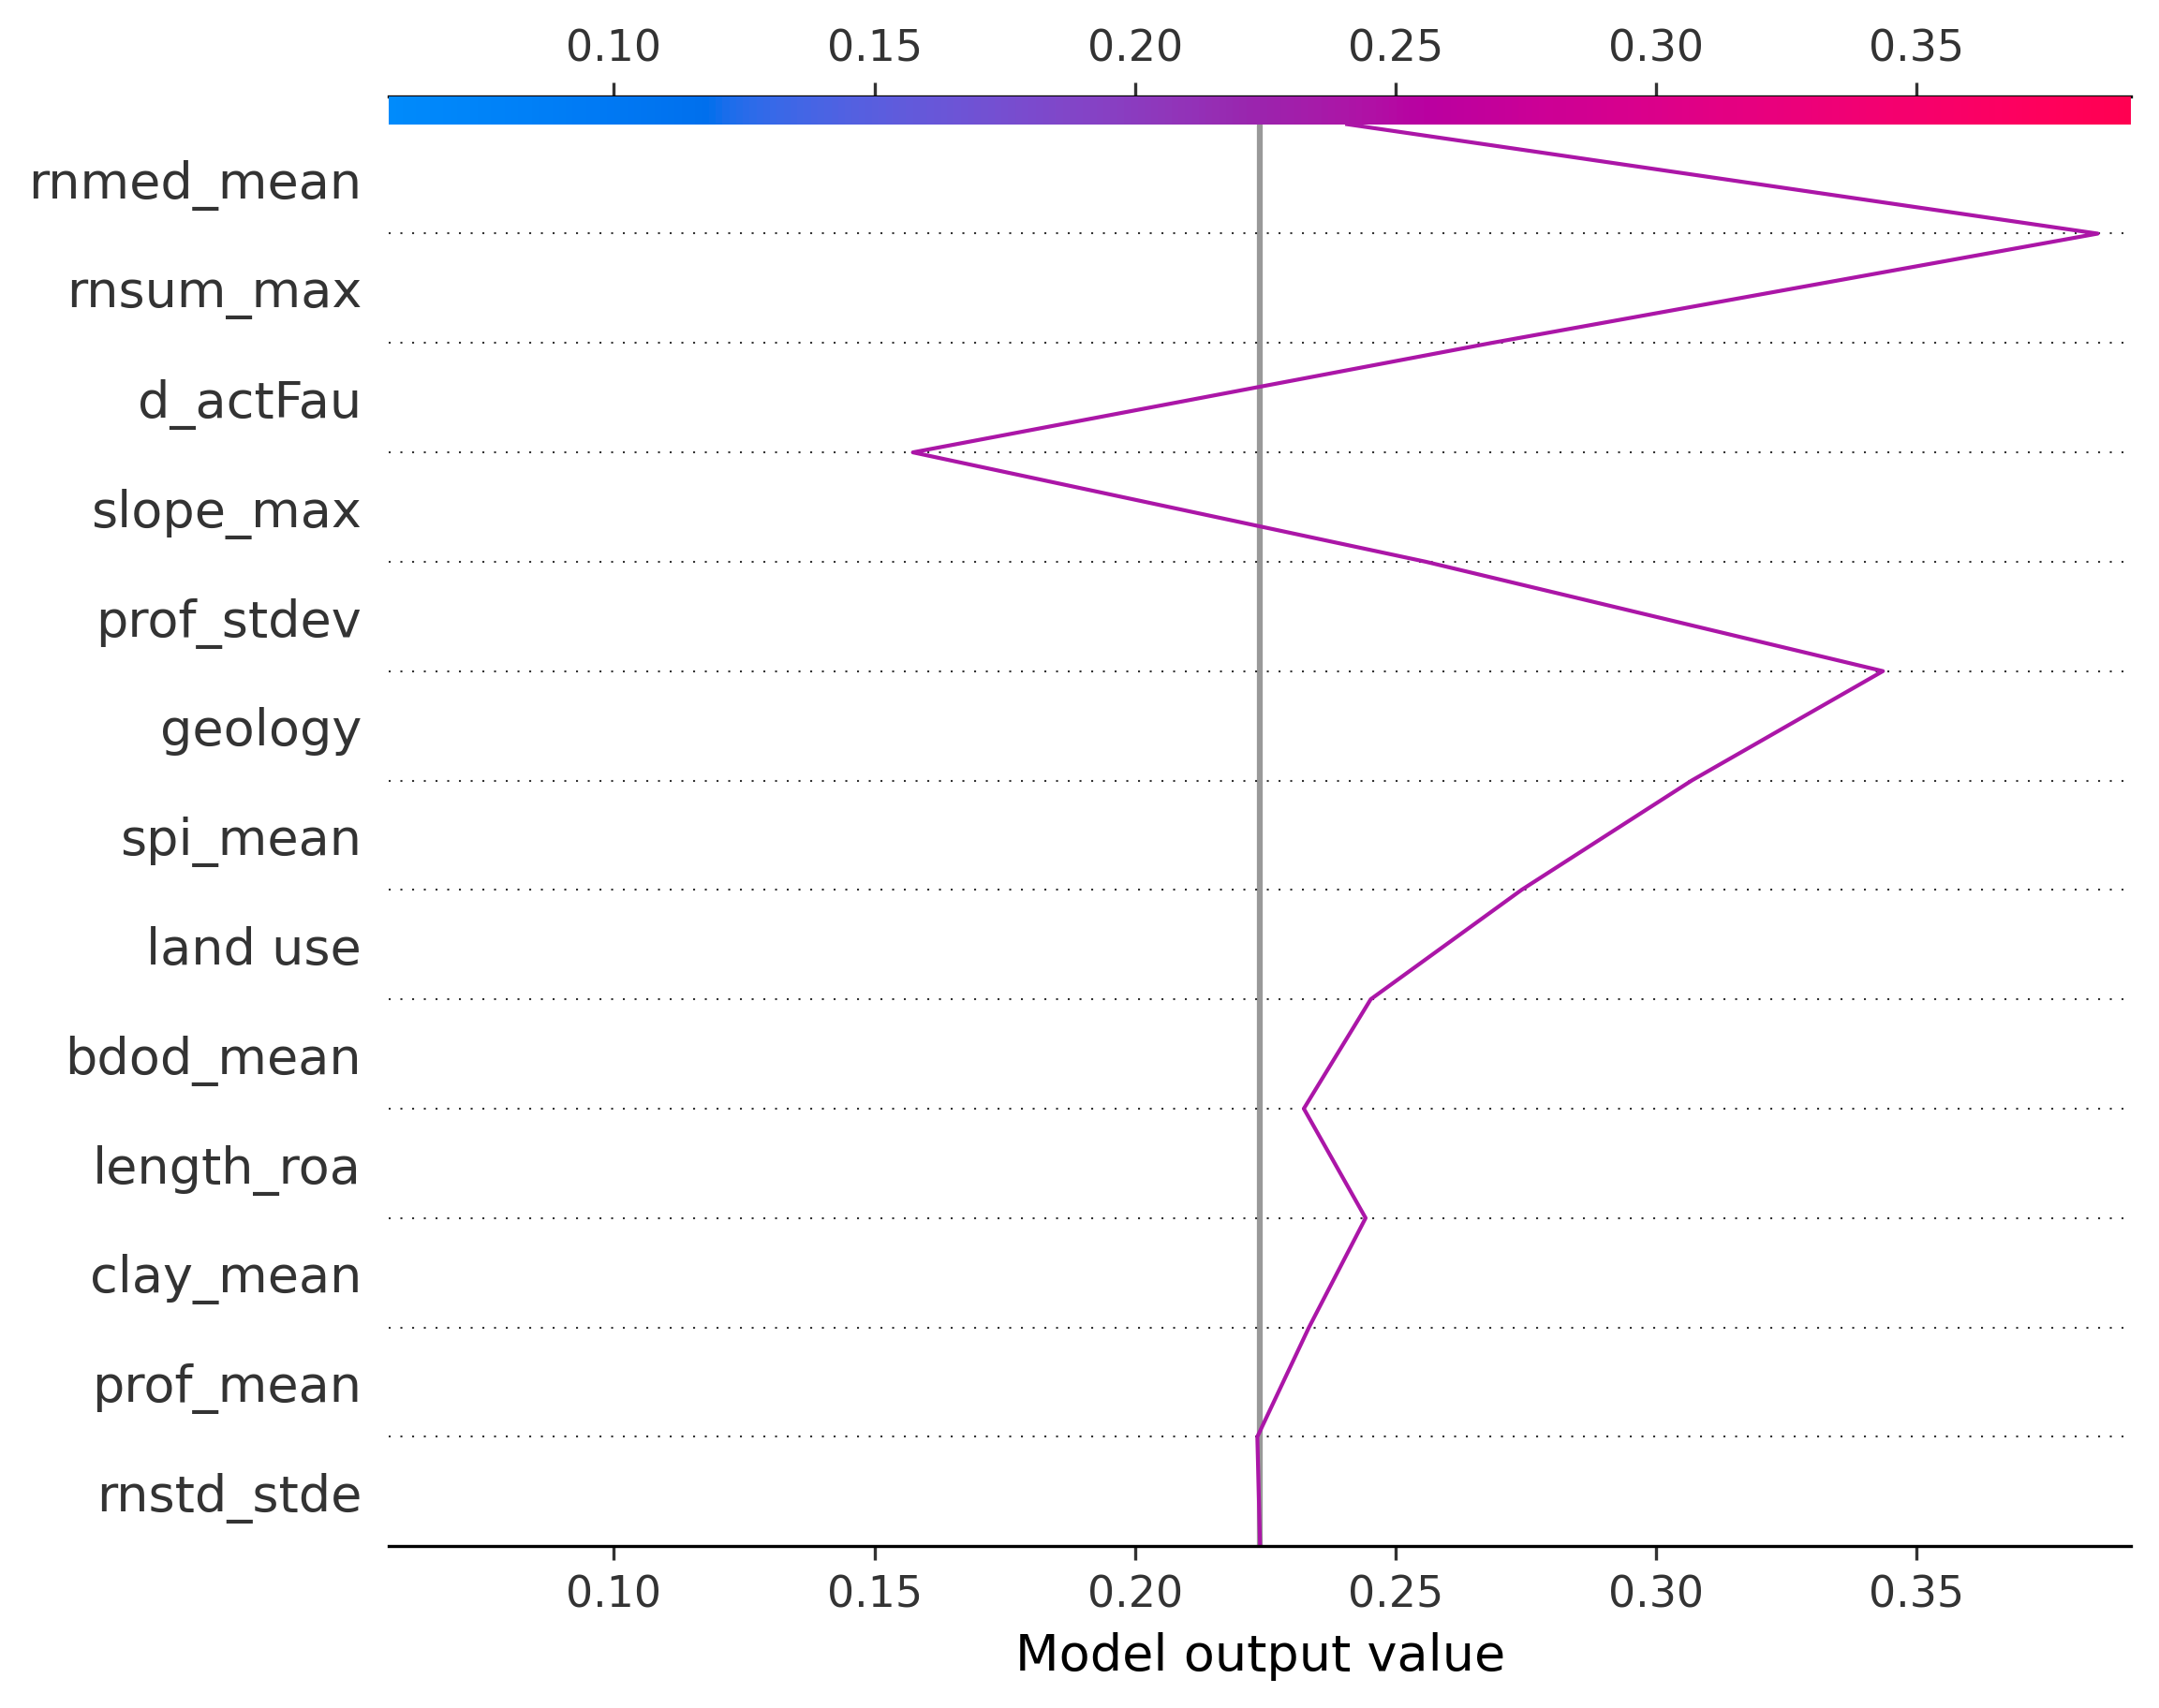 0.10 0.15 0.20 0.25 0.30 0.35
rnmed_mean
rnsum_max
d_actFau
slope_max
prof_stdev
geology
spi_mean
land use
bdod_mean
length_roa
clay_mean
prof_mean
rnstd_stde
0.10 0.15 0.20 0.25 0.30 0.35
Model output value